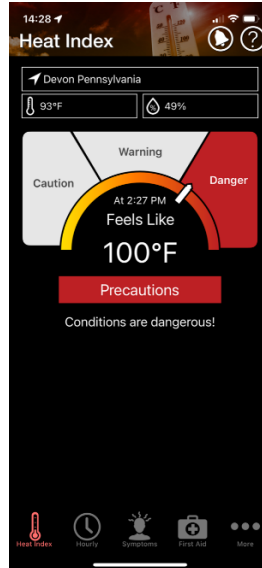 14:28
Heat Index
?
Devon Pennsylvania
93°F
49%
Warning
Caution
Danger
At 2:27 PM
Feels Like
100°F
Precautions
Conditions are dangerous!
Heat Index
Hourly
Symptoms
First Aid
More